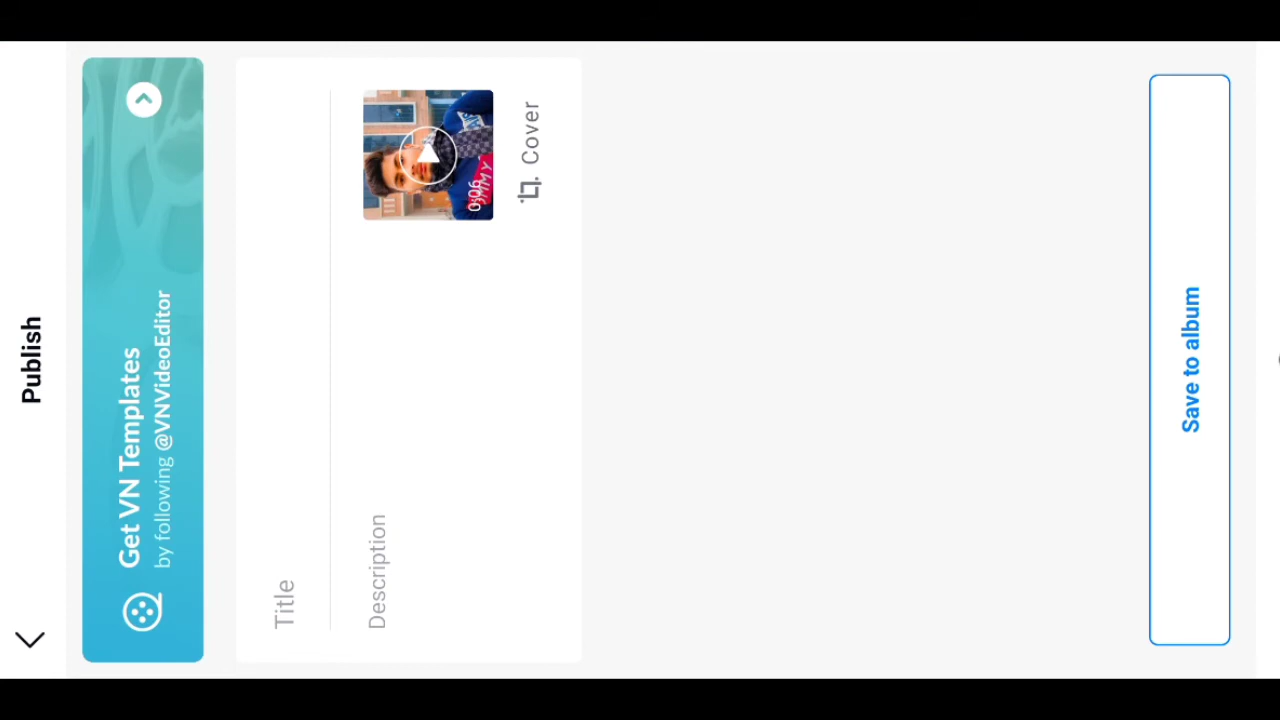 Publish
Get VN Templates
by following @VNVideoEditor
Title
Description
0:06
Cover
Save to album